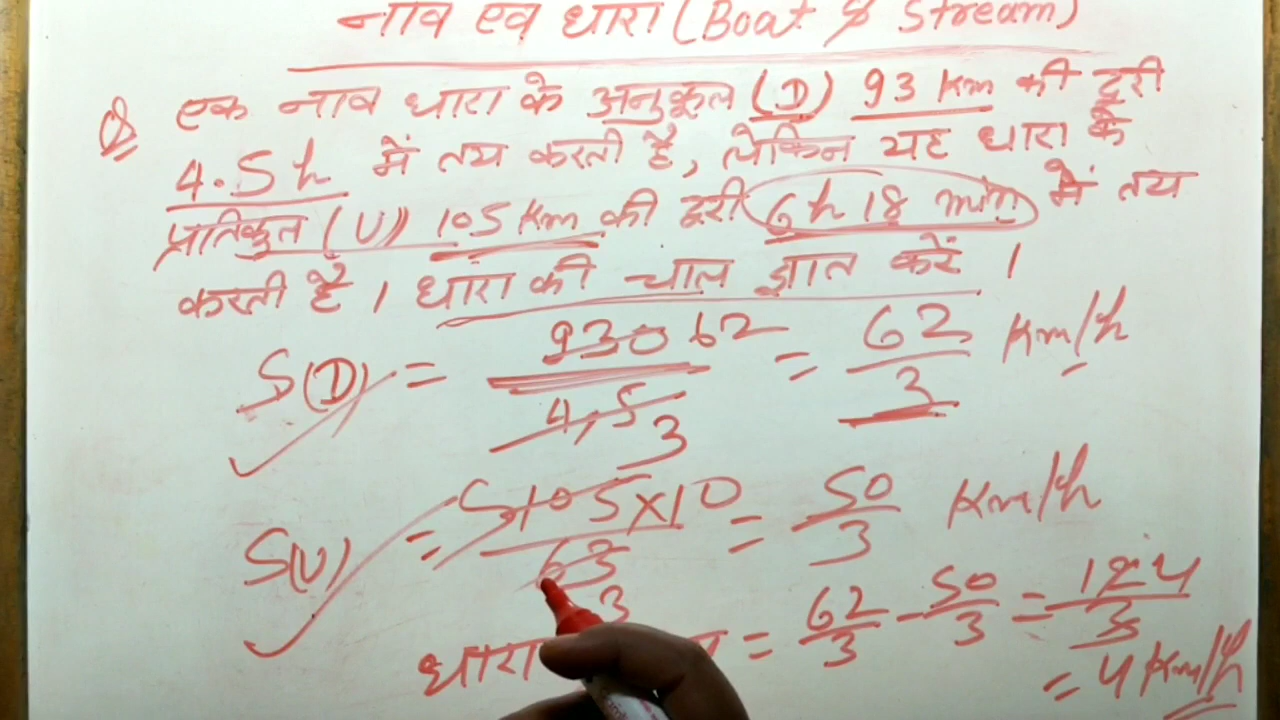 नाव एव धारा (Boat & Stream)
Q एक नाव धारा के अनुकूल (D) 93 Km की दूरी
4.5 h में तय करती है, लेकिन यह धारा के
प्रतिकुल (U) 105 Km की दूरी 6 h 18 min में तय
करती है। धारा की चाल ज्ञात करें।
S(D) = 930 62 / 4,5 3 = 62/3 Km/h
S(U) = 5 105×10 / 63 3 = 50/3 Km/h
धारा = 62/3 - 50/3 = 12 4 / 3
= 4 Km/h